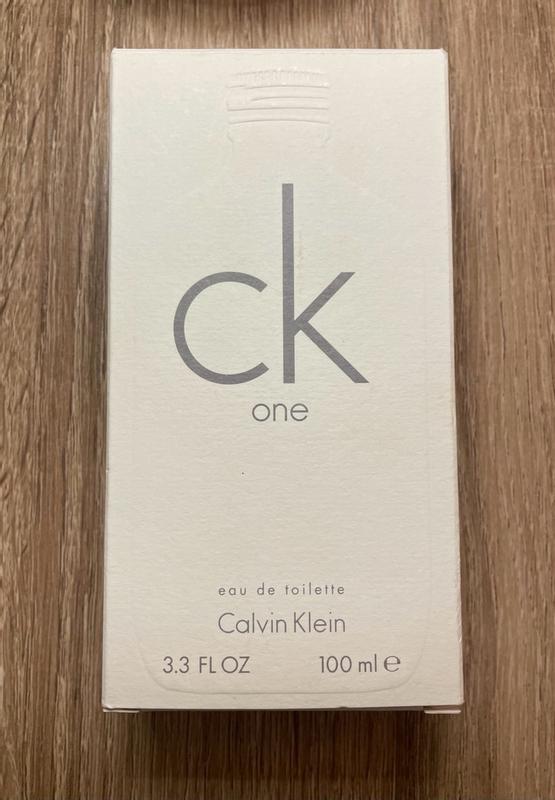 ck
one
eau de toilette
Calvin Klein
3.3 FL OZ 100 ml ℮